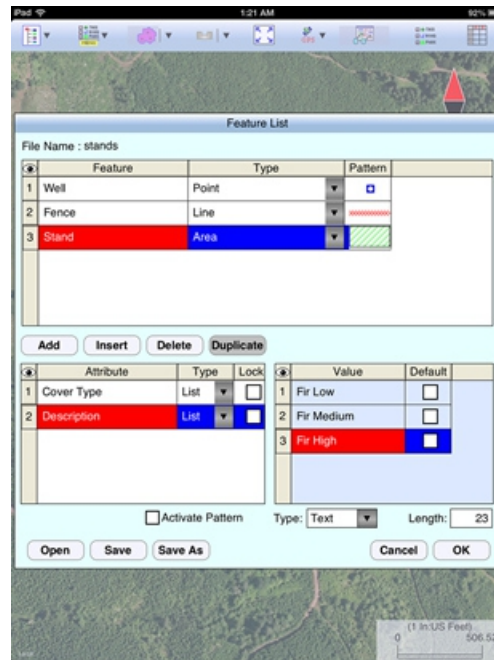 iPad 1:21 AM 92%
Feature List
File Name : stands
Feature Type Pattern
1 Well Point
2 Fence Line
3 Stand Area
Add Insert Delete Duplicate
Attribute Type Lock Value Default
1 Cover Type List 1 Fir Low
2 Description List 2 Fir Medium
3 Fir High
Activate Pattern Type: Text Length: 23
Open Save Save As Cancel OK
(1 In:US Feet)
0 506.52